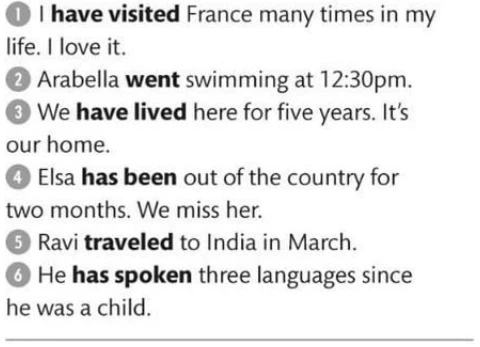 1 I have visited France many times in my
life. I love it.
2 Arabella went swimming at 12:30pm.
3 We have lived here for five years. It's
our home.
4 Elsa has been out of the country for
two months. We miss her.
5 Ravi traveled to India in March.
6 He has spoken three languages since
he was a child.